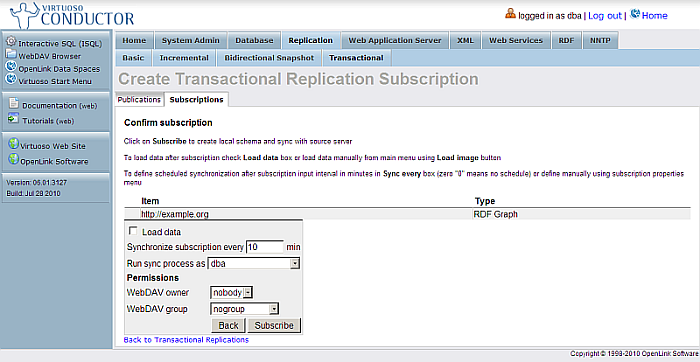 VIRTUOSO
CONDUCTOR
logged in as dba | Log out | Home
Interactive SQL (ISQL)
WebDAV Browser
OpenLink Data Spaces
Virtuoso Start Menu
Documentation (web)
Tutorials (web)
Virtuoso Web Site
OpenLink Software
Version: 06.01.3127
Build: Jul 28 2010
Home System Admin Database Replication Web Application Server XML Web Services RDF NNTP
Basic Incremental Bidirectional Snapshot Transactional
Create Transactional Replication Subscription
Publications Subscriptions
Confirm subscription
Click on Subscribe to create local schema and sync with source server
To load data after subscription check Load data box or load data manually from main menu using Load image button
To define scheduled synchronization after subscription input interval in minutes in Sync every box (zero "0" means no schedule) or define manually using subscription properties
menu
Item Type
http://example.org RDF Graph
Load data
Synchronize subscription every 10 min
Run sync process as dba
Permissions
WebDAV owner nobody
WebDAV group nogroup
Back Subscribe
Back to Transactional Replications
Copyright © 1998-2010 OpenLink Software